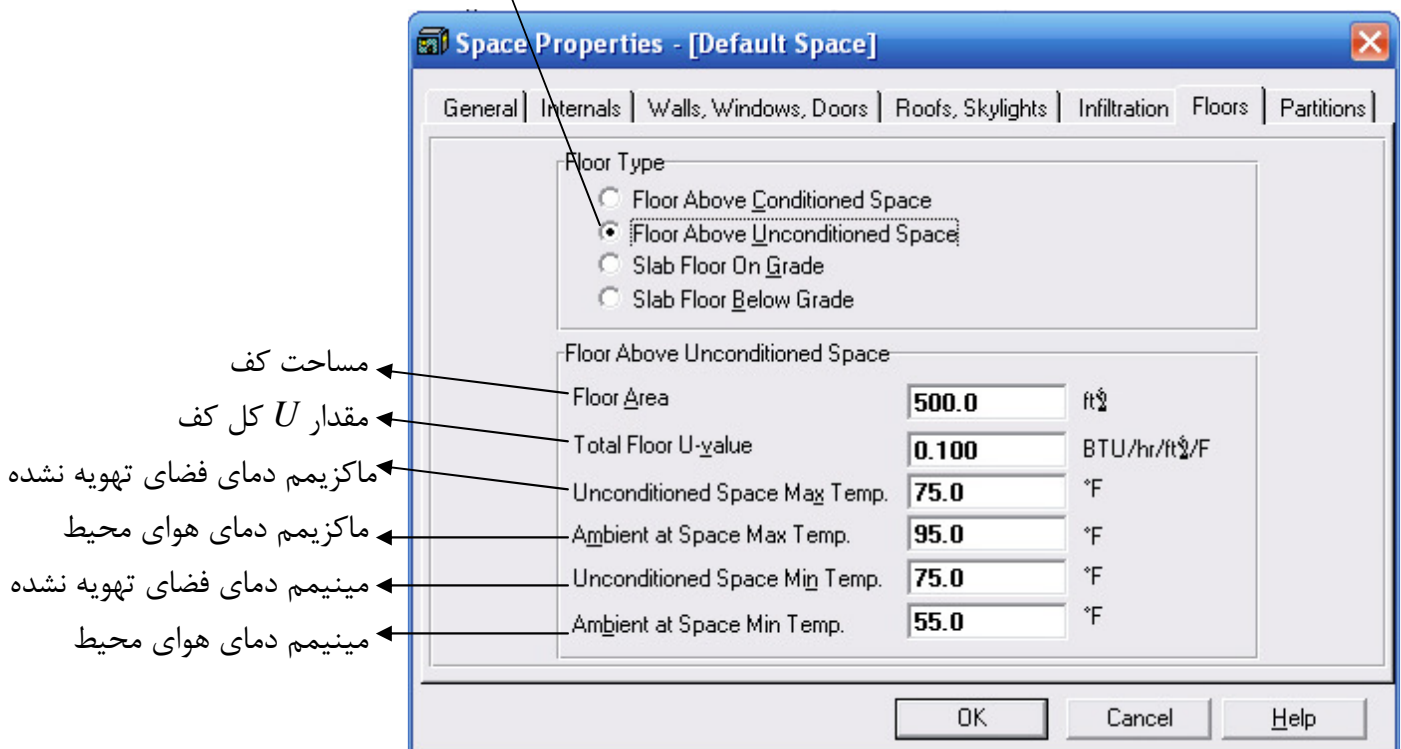 Space Properties - [Default Space]
General Internals Walls, Windows, Doors Roofs, Skylights Infiltration Floors Partitions
Floor Type
Floor Above Conditioned Space
Floor Above Unconditioned Space
Slab Floor On Grade
Slab Floor Below Grade
Floor Above Unconditioned Space
مساحت کف
Floor Area 500.0 ft²
مقدار U کل کف
Total Floor U-value 0.100 BTU/hr/ft²/F
ماکزیمم دمای فضای تهویه نشده
Unconditioned Space Max Temp. 75.0 °F
ماکزیمم دمای هوای محیط
Ambient at Space Max Temp. 95.0 °F
مینیمم دمای فضای تهویه نشده
Unconditioned Space Min Temp. 75.0 °F
مینیمم دمای هوای محیط
Ambient at Space Min Temp. 55.0 °F
OK Cancel Help